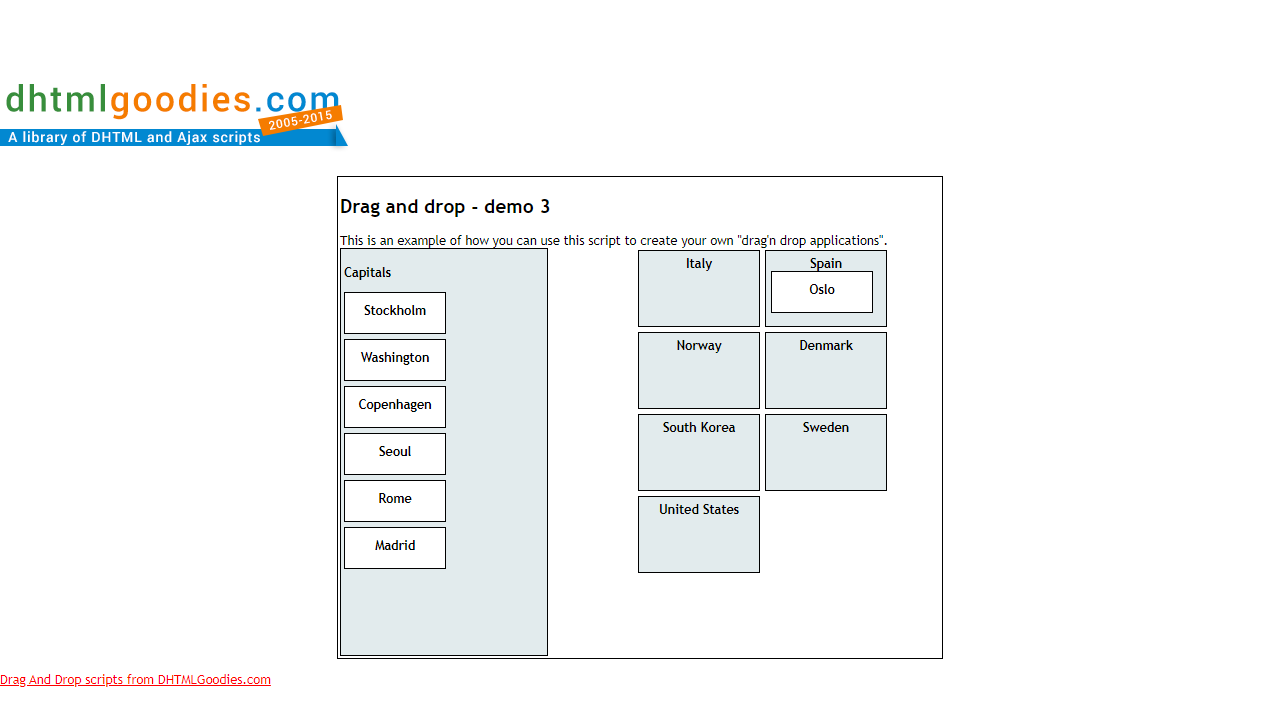 dhtmlgoodies.com
2005-2015
A library of DHTML and Ajax scripts
Drag and drop - demo 3
This is an example of how you can use this script to create your own "drag'n drop applications".
Capitals
Stockholm
Washington
Copenhagen
Seoul
Rome
Madrid
Italy
Spain
Oslo
Norway
Denmark
South Korea
Sweden
United States
Drag And Drop scripts from DHTMLGoodies.com